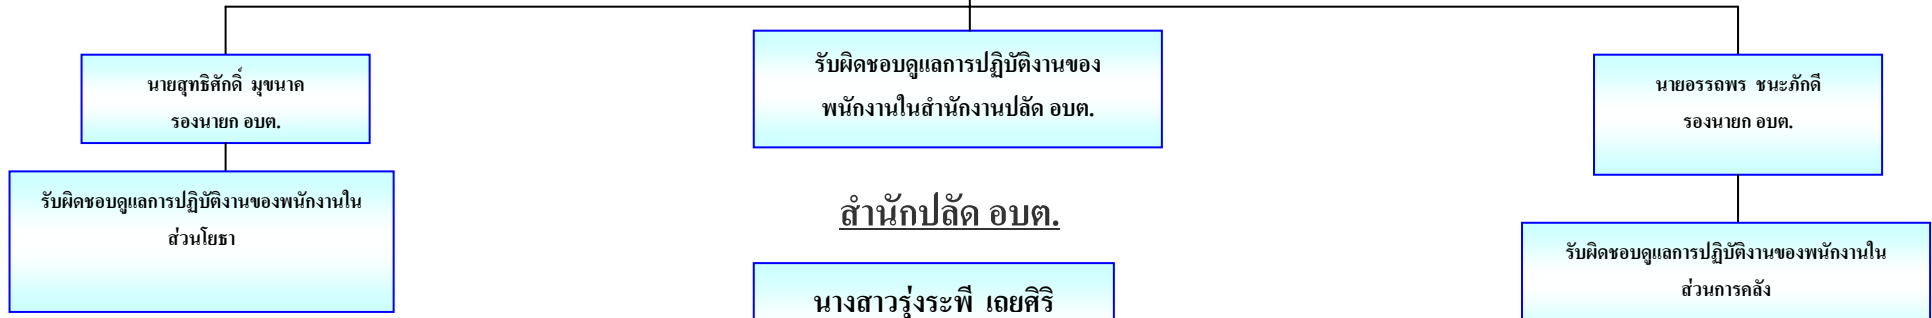 นายสุทธิศักดิ์ มุขนาค
รองนายก อบต.
รับผิดชอบดูแลการปฏิบัติงานของพนักงานใน
ส่วนโยธา
รับผิดชอบดูแลการปฏิบัติงานของ
พนักงานในสำนักงานปลัด อบต.
สำนักปลัด อบต.
นางสาวรุ่งระพี เถยศิริ
นายอรรถพร ชนะภักดี
รองนายก อบต.
รับผิดชอบดูแลการปฏิบัติงานของพนักงานใน
ส่วนการคลัง